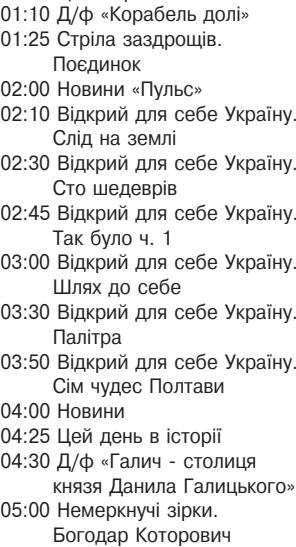 01:10 Д/ф «Корабель долі»
01:25 Стріла заздрощів.
Поєдинок
02:00 Новини «Пульс»
02:10 Відкрий для себе Україну.
Слід на землі
02:30 Відкрий для себе Україну.
Сто шедеврів
02:45 Відкрий для себе Україну.
Так було ч. 1
03:00 Відкрий для себе Україну.
Шлях до себе
03:30 Відкрий для себе Україну.
Палітра
03:50 Відкрий для себе Україну.
Сім чудес Полтави
04:00 Новини
04:25 Цей день в історії
04:30 Д/ф «Галич - столиця
князя Данила Галицького»
05:00 Немеркнучі зірки.
Богодар Которович